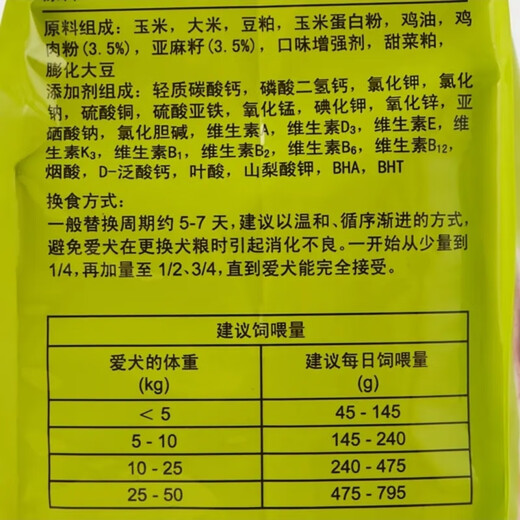 原料组成：玉米，大米，豆粕，玉米蛋白粉，鸡油，鸡
肉粉(3.5%)，亚麻籽(3.5%)，口味增强剂，甜菜粕，
膨化大豆
添加剂组成：轻质碳酸钙，磷酸二氢钙，氯化钾，氯化
钠，硫酸铜，硫酸亚铁，氧化锰，碘化钾，氧化锌，亚
硒酸钠，氯化胆碱，维生素A，维生素D₃，维生素E，维
生素K₃，维生素B₁，维生素B₂，维生素B₆，维生素B₁₂，
烟酸，D-泛酸钙，叶酸，山梨酸钾，BHA，BHT
换食方式：
一般替换周期约 5-7 天，建议以温和、循序渐进的方式，
避免爱犬在更换犬粮时引起消化不良。一开始从少量到
1/4，再加量至 1/2、3/4，直到爱犬能完全接受。
建议饲喂量
爱犬的体重 建议每日饲喂量
(kg) (g)
＜5 45 - 145
5 - 10 145 - 240
10 - 25 240 - 475
25 - 50 475 - 795